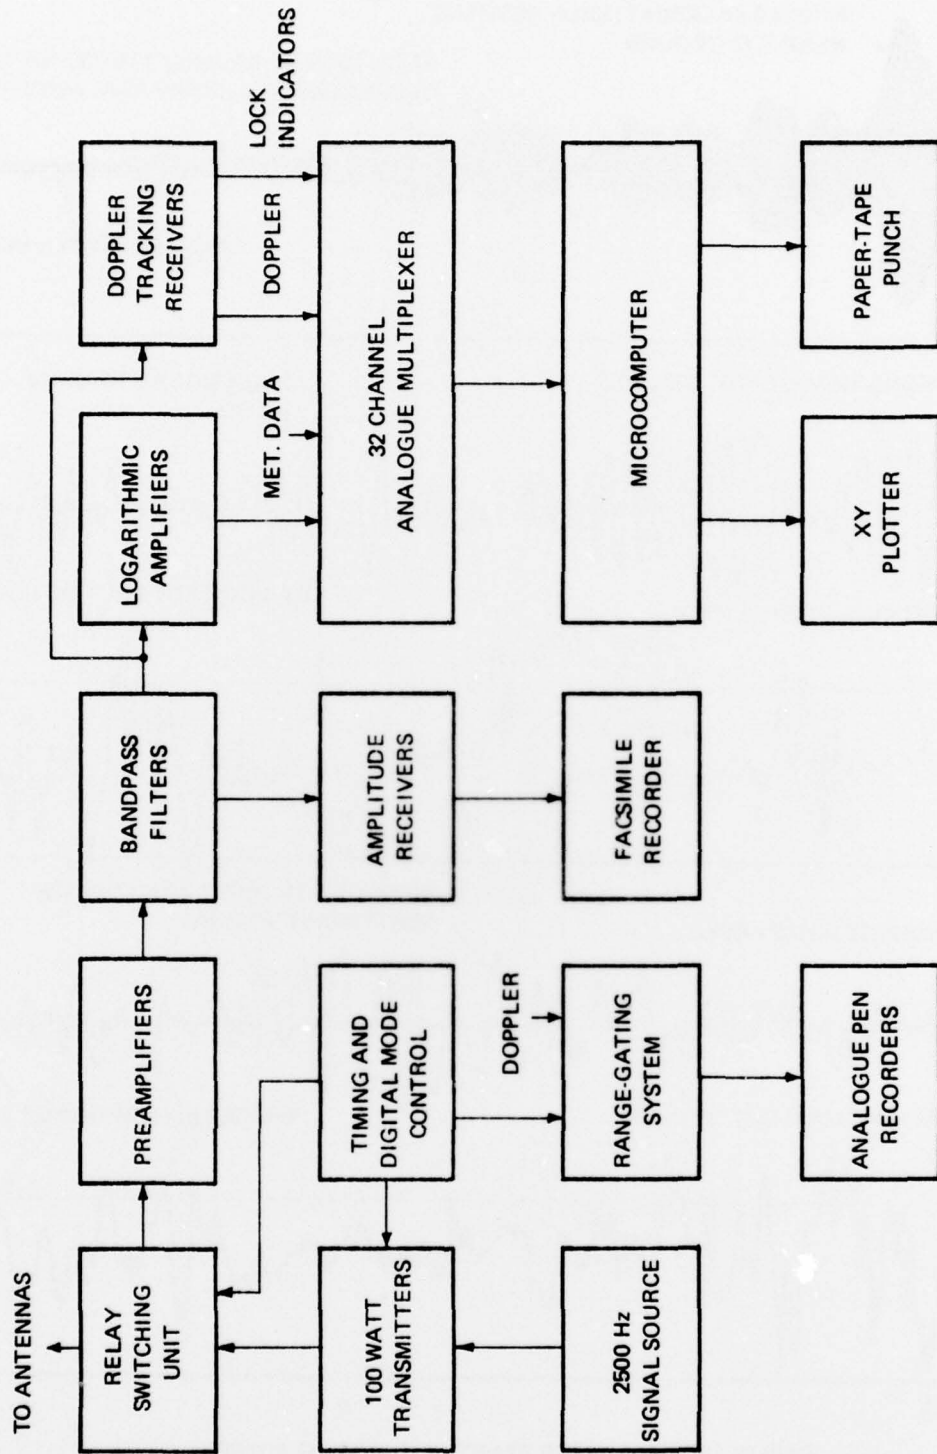 TO ANTENNAS
RELAY
SWITCHING
UNIT
PREAMPLIFIERS
BANDPASS
FILTERS
LOGARITHMIC
AMPLIFIERS
DOPPLER
TRACKING
RECEIVERS
MET. DATA
DOPPLER
LOCK
INDICATORS
100 WATT
TRANSMITTERS
TIMING AND
DIGITAL MODE
CONTROL
AMPLITUDE
RECEIVERS
32 CHANNEL
ANALOGUE MULTIPLEXER
DOPPLER
2500 Hz
SIGNAL SOURCE
RANGE-GATING
SYSTEM
FACSIMILE
RECORDER
MICROCOMPUTER
ANALOGUE PEN
RECORDERS
XY
PLOTTER
PAPER-TAPE
PUNCH